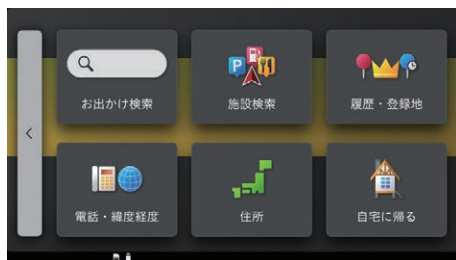 お出かけ検索
P
施設検索
履歴・登録地
電話・緯度経度
住所
自宅に帰る